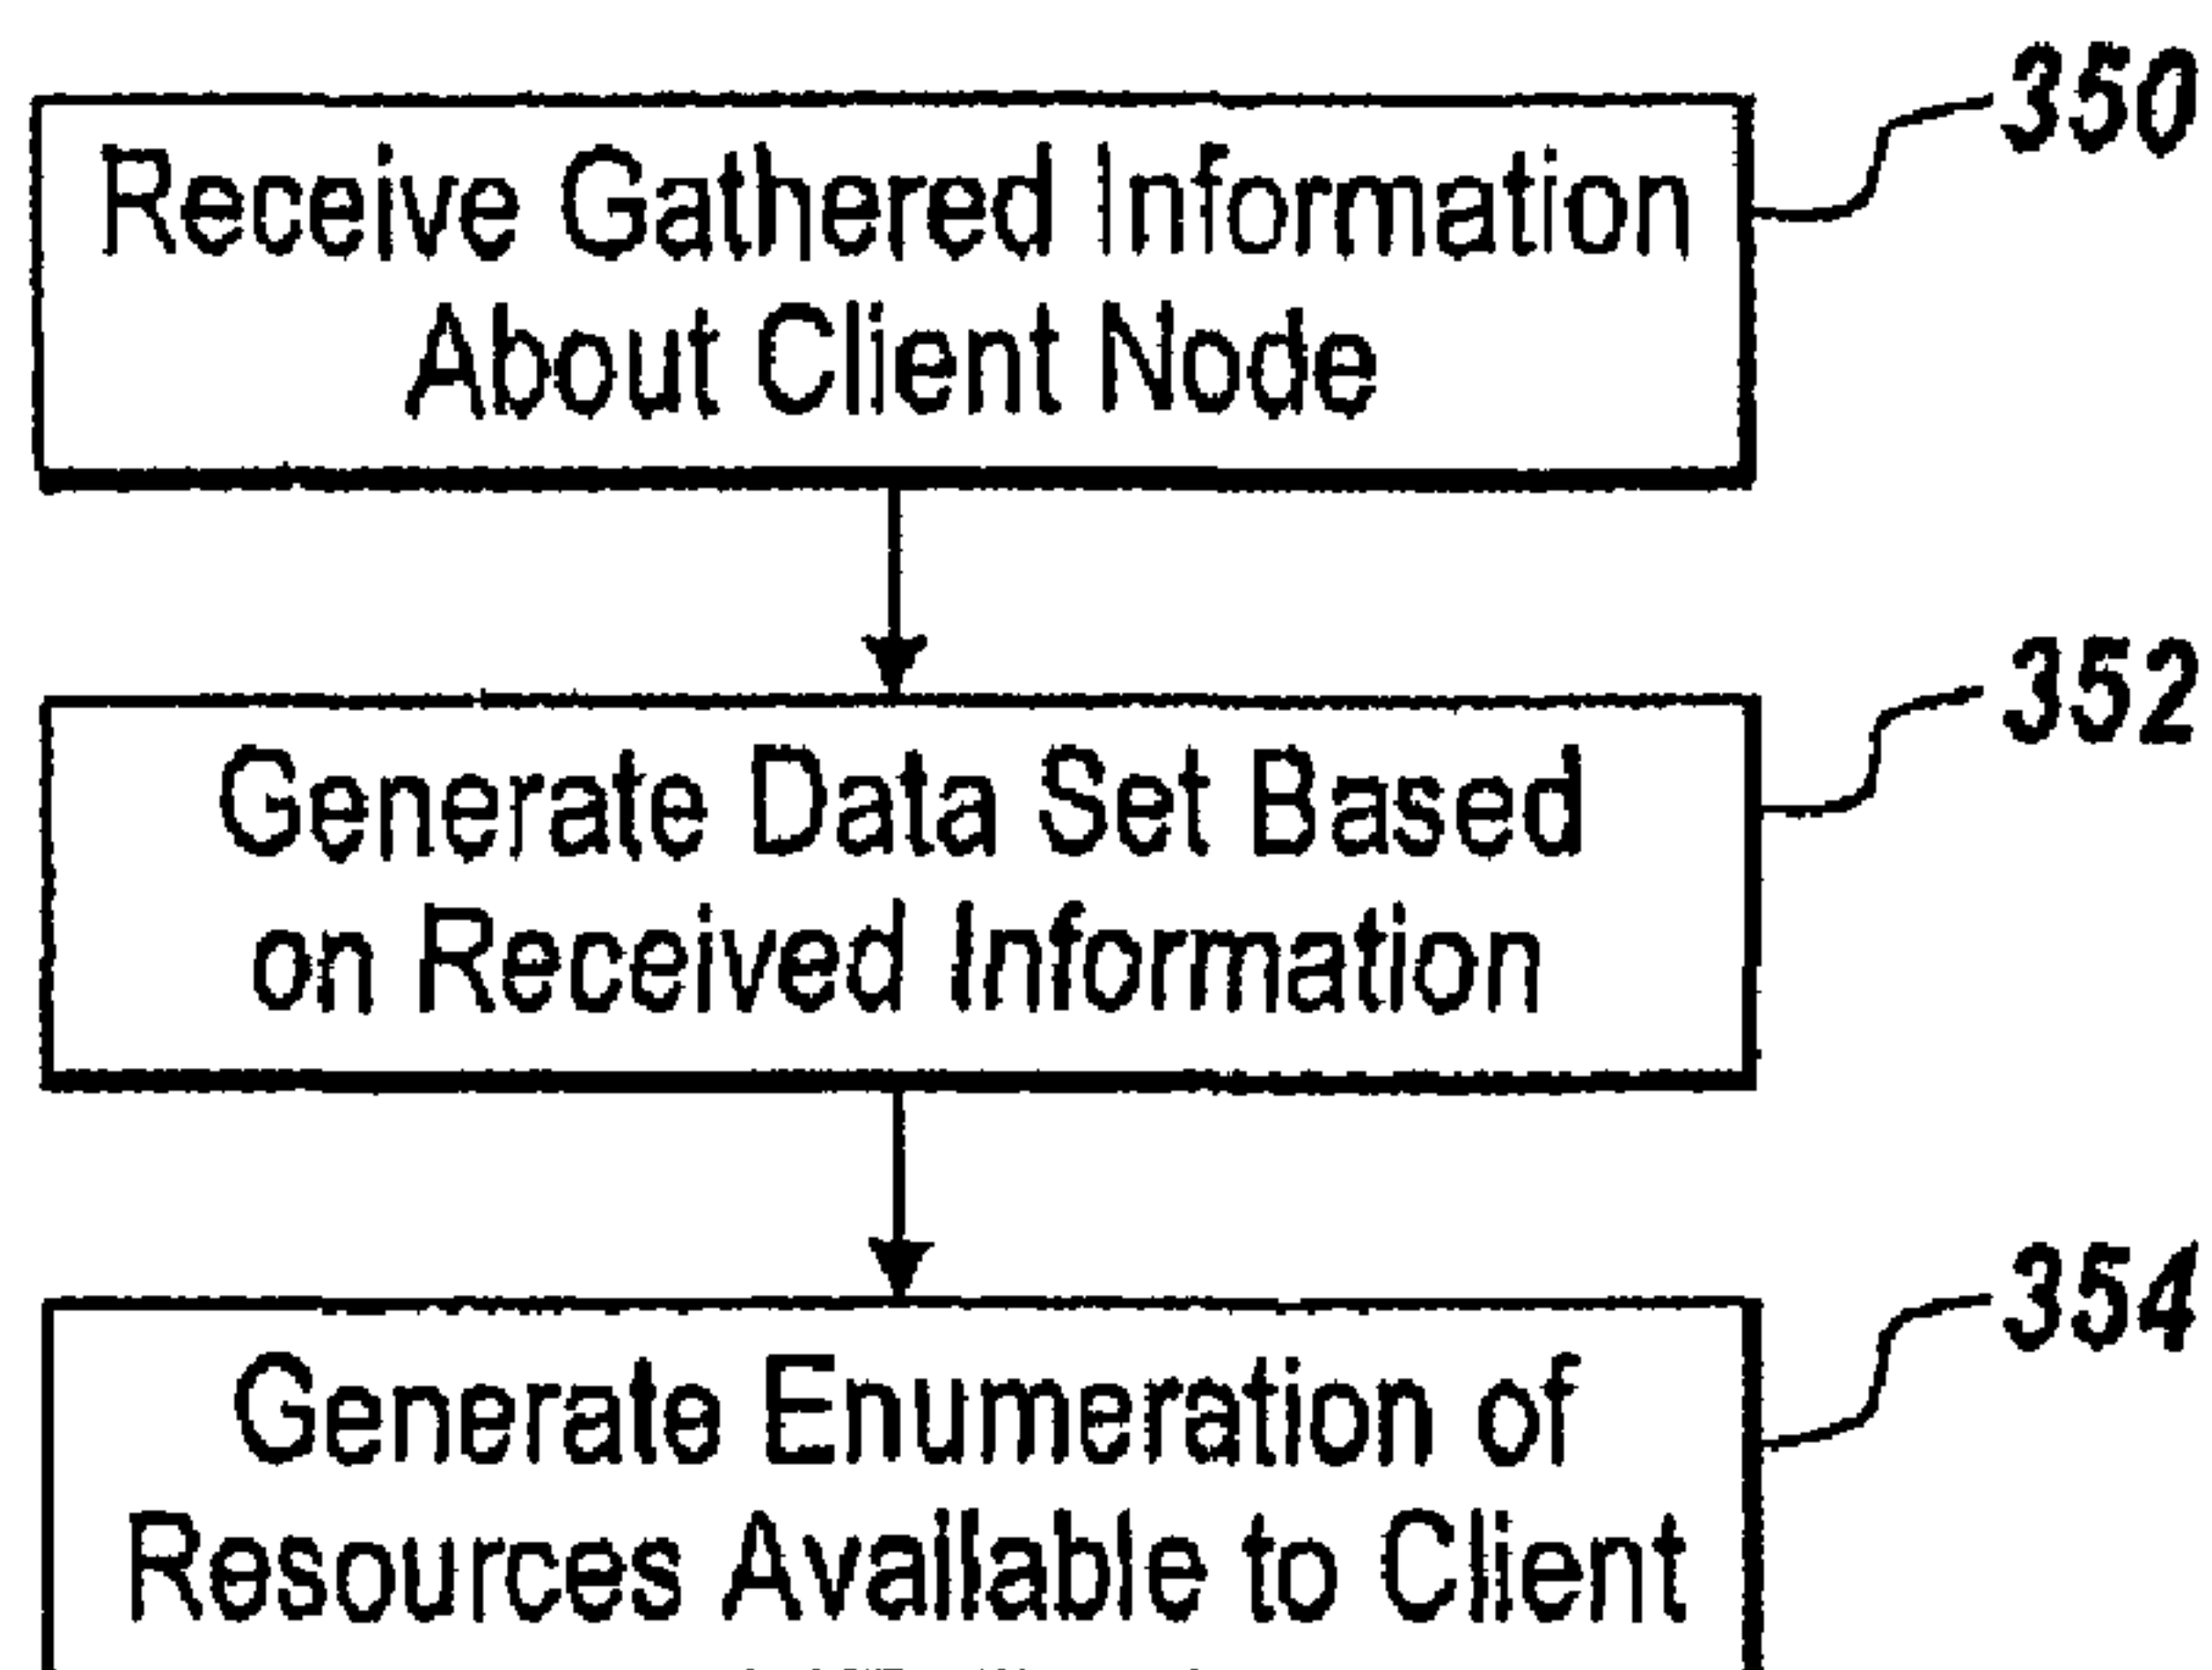 350
Receive Gathered Information
About Client Node
352
Generate Data Set Based
on Received Information
354
Generate Enumeration of
Resources Available to Client